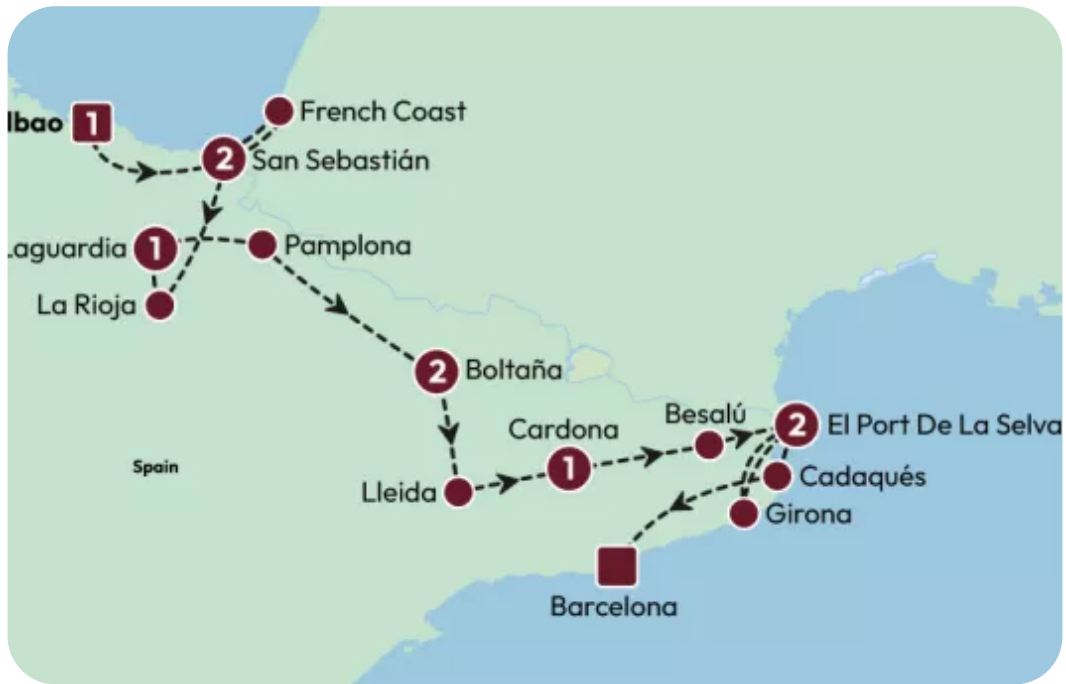 lbao
1
French Coast
2
San Sebastián
Laguardia
1
Pamplona
La Rioja
2
Boltaña
Besalú
Cardona
1
2
El Port De La Selva
Spain
Lleida
Cadaqués
Girona
Barcelona